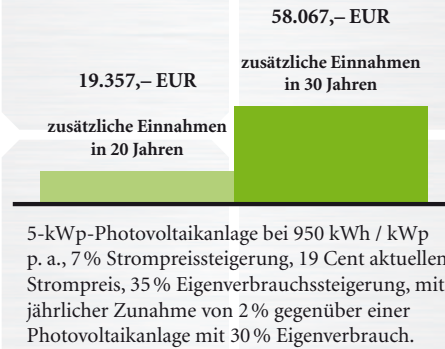 58.067,– EUR
zusätzliche Einnahmen
in 30 Jahren
19.357,– EUR
zusätzliche Einnahmen
in 20 Jahren
5-kWp-Photovoltaikanlage bei 950 kWh / kWp
p. a., 7 % Strompreissteigerung, 19 Cent aktuellen
Strompreis, 35 % Eigenverbrauchssteigerung, mit
jährlicher Zunahme von 2 % gegenüber einer
Photovoltaikanlage mit 30 % Eigenverbrauch.